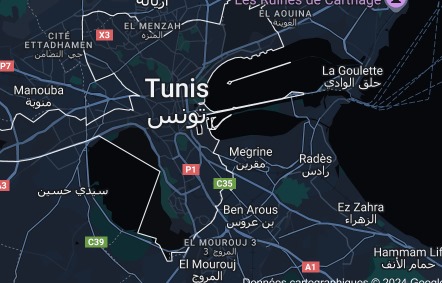 Les Ruines de Carthage
أريانة
EL MENZAH
المنزه
EL AOUINA
العوينة
X3
CITÉ
ETTADHAMEN
حي التضامن
P7
La Goulette
حلق الوادي
Manouba
منوبة
Tunis
تونس
Megrine
مقرين
Radès
رادس
P1
A3
C35
سيدي حسين
Ben Arous
بن عروس
Ez Zahra
الزهراء
C39
EL MOUROUJ 3
المروج 3
Hammam Lif
حمام الأنف
El Mourouj
المروج
A1
Données cartographiques © 2024 Google